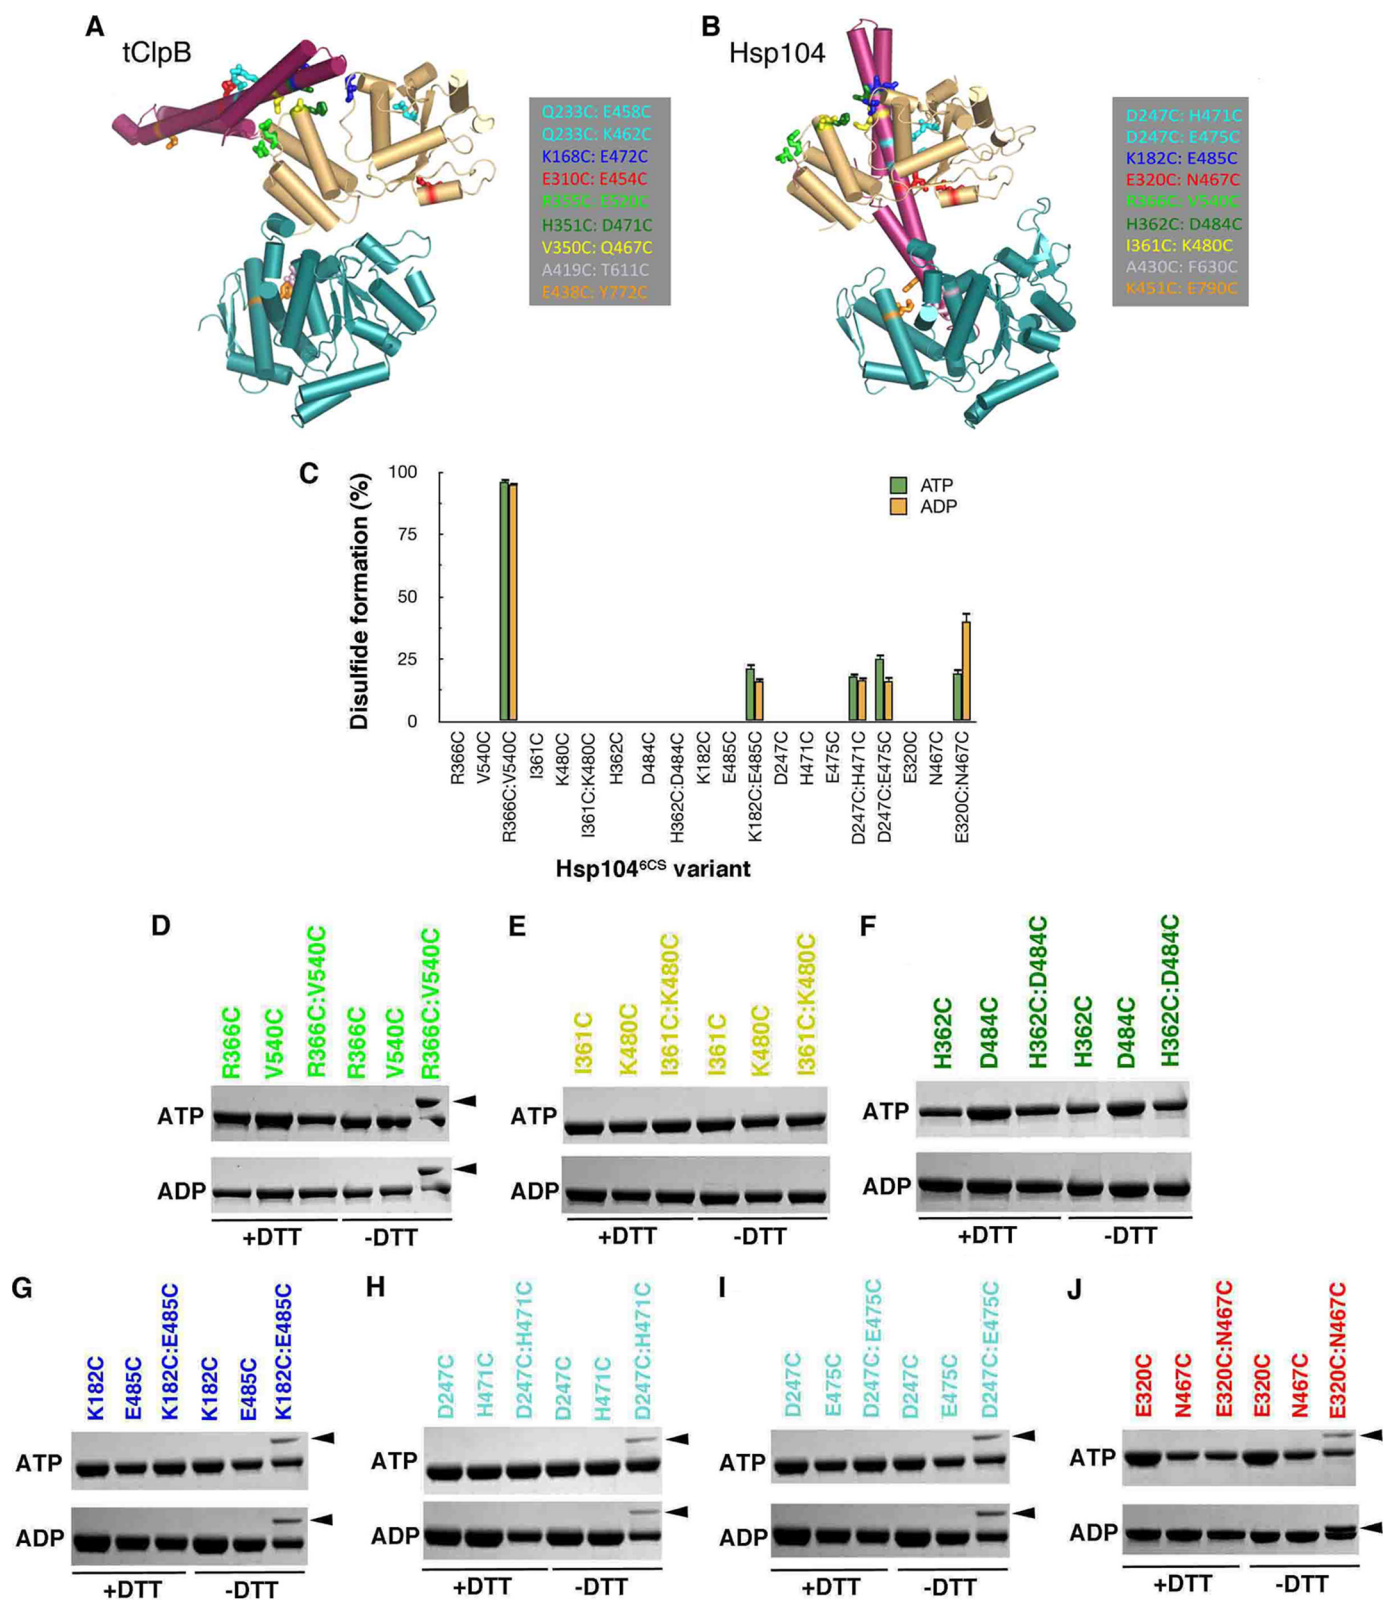 A
tClpB
Q233C: E458C
Q233C: K462C
K168C: E472C
E310C: E454C
R355C: E520C
H351C: D471C
V350C: Q467C
A419C: T611C
E438C: Y772C
B
Hsp104
D247C: H471C
D247C: E475C
K182C: E485C
E320C: N467C
R366C: V540C
H362C: D484C
I361C: K480C
A430C: F630C
K451C: E790C
C
Disulfide formation (%)
100
75
50
25
0
ATP
ADP
R366C
V540C
R366C:V540C
I361C
K480C
I361C:K480C
H362C
D484C
H362C:D484C
K182C
E485C
K182C:E485C
D247C
H471C
E475C
D247C:H471C
D247C:E475C
E320C
N467C
E320C:N467C
Hsp1046CS variant
D
R366C
V540C
R366C:V540C
R366C
V540C
R366C:V540C
ATP
ADP
+DTT
-DTT
E
I361C
K480C
I361C:K480C
I361C
K480C
I361C:K480C
ATP
ADP
+DTT
-DTT
F
H362C
D484C
H362C:D484C
H362C
D484C
H362C:D484C
ATP
ADP
+DTT
-DTT
G
K182C
E485C
K182C:E485C
K182C
E485C
K182C:E485C
ATP
ADP
+DTT
-DTT
H
D247C
H471C
D247C:H471C
D247C
H471C
D247C:H471C
ATP
ADP
+DTT
-DTT
I
D247C
E475C
D247C:E475C
D247C
E475C
D247C:E475C
ATP
ADP
+DTT
-DTT
J
E320C
N467C
E320C:N467C
E320C
N467C
E320C:N467C
ATP
ADP
+DTT
-DTT